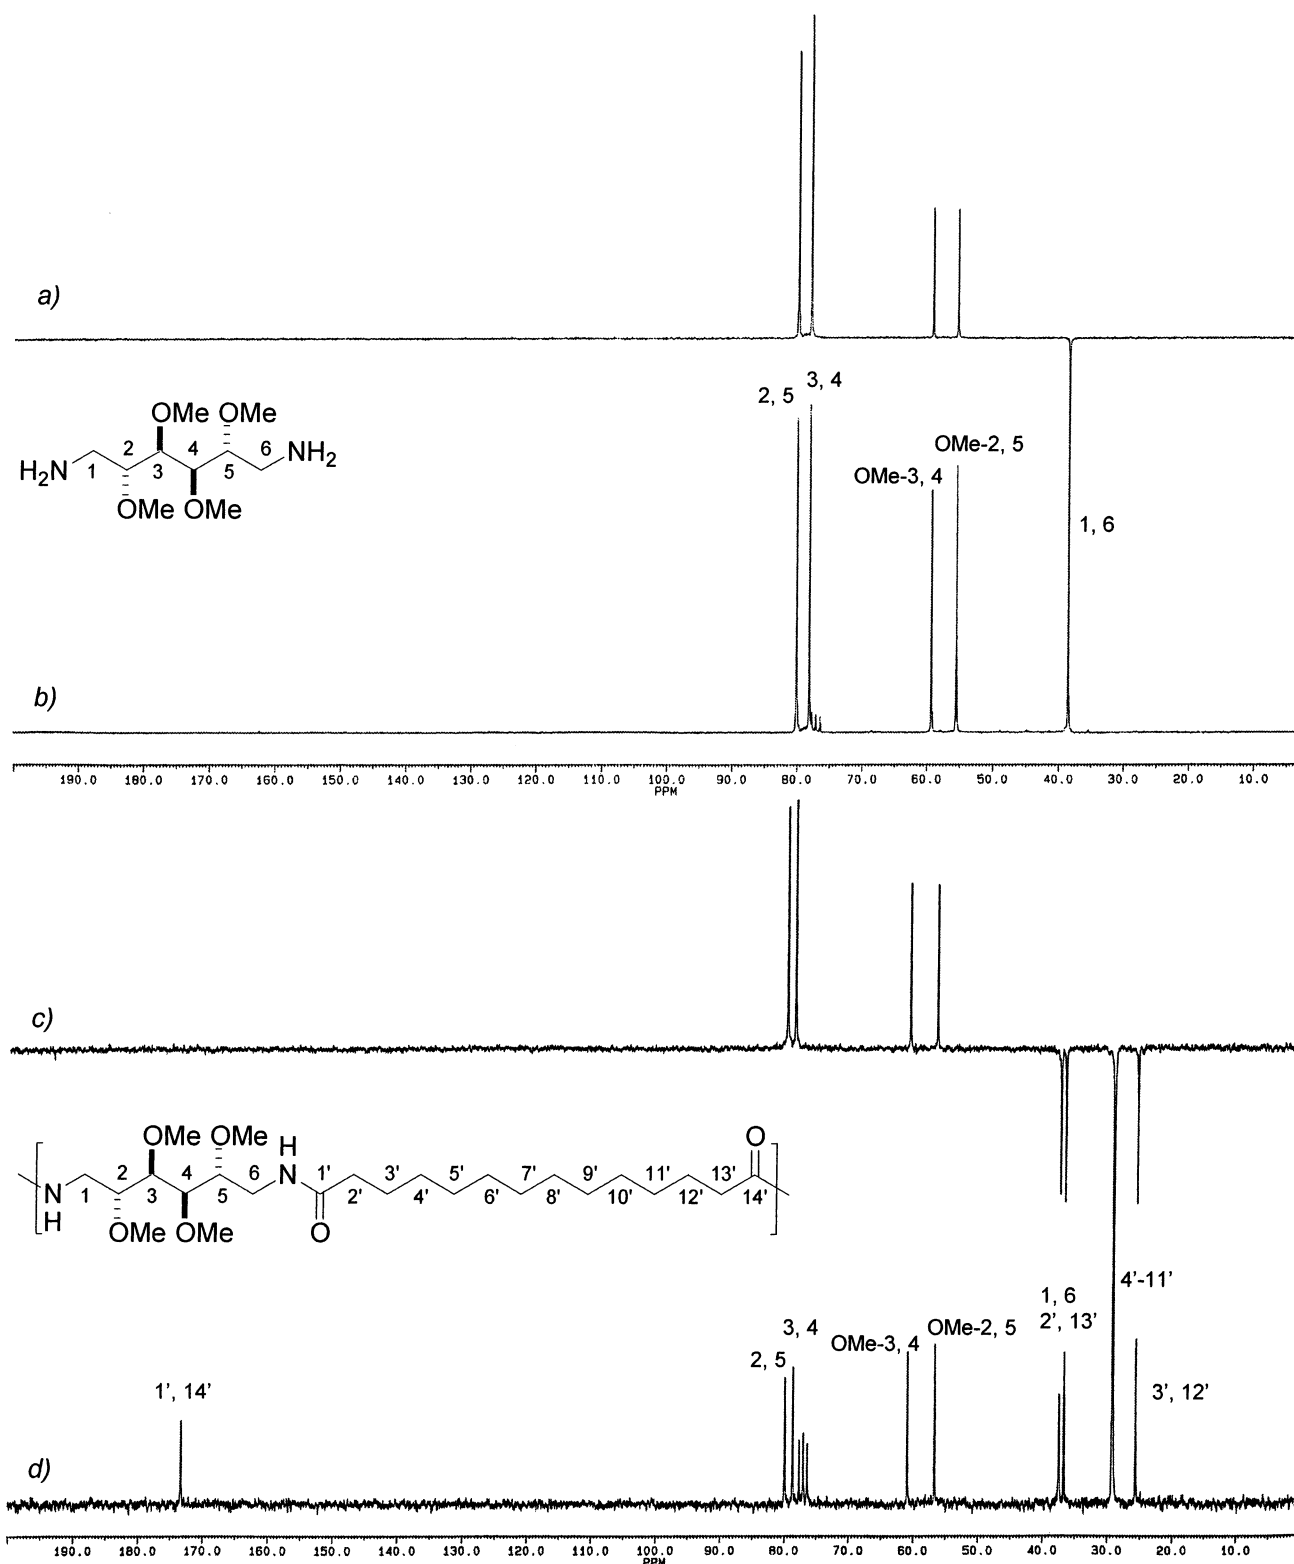 a)
2, 5
3, 4
OMe OMe
OMe-2, 5
2 4 6 NH₂
H₂N 1 3 5
OMe-3, 4
OMe OMe
1, 6
b)
190.0 180.0 170.0 160.0 150.0 140.0 130.0 120.0 110.0 100.0 90.0 80.0 70.0 60.0 50.0 40.0 30.0 20.0 10.0
PPM
c)
OMe OMe H O
2 4 6 N 1' 3' 5' 7' 9' 11' 13'
N 1 3 5 2' 4' 6' 8' 10' 12' 14'
H
OMe OMe O
4'-11'
1, 6
2', 13'
3, 4
OMe-3, 4
OMe-2, 5
2, 5
1', 14'
3', 12'
d)
190.0 180.0 170.0 160.0 150.0 140.0 130.0 120.0 110.0 100.0 90.0 80.0 70.0 60.0 50.0 40.0 30.0 20.0 10.0
PPM